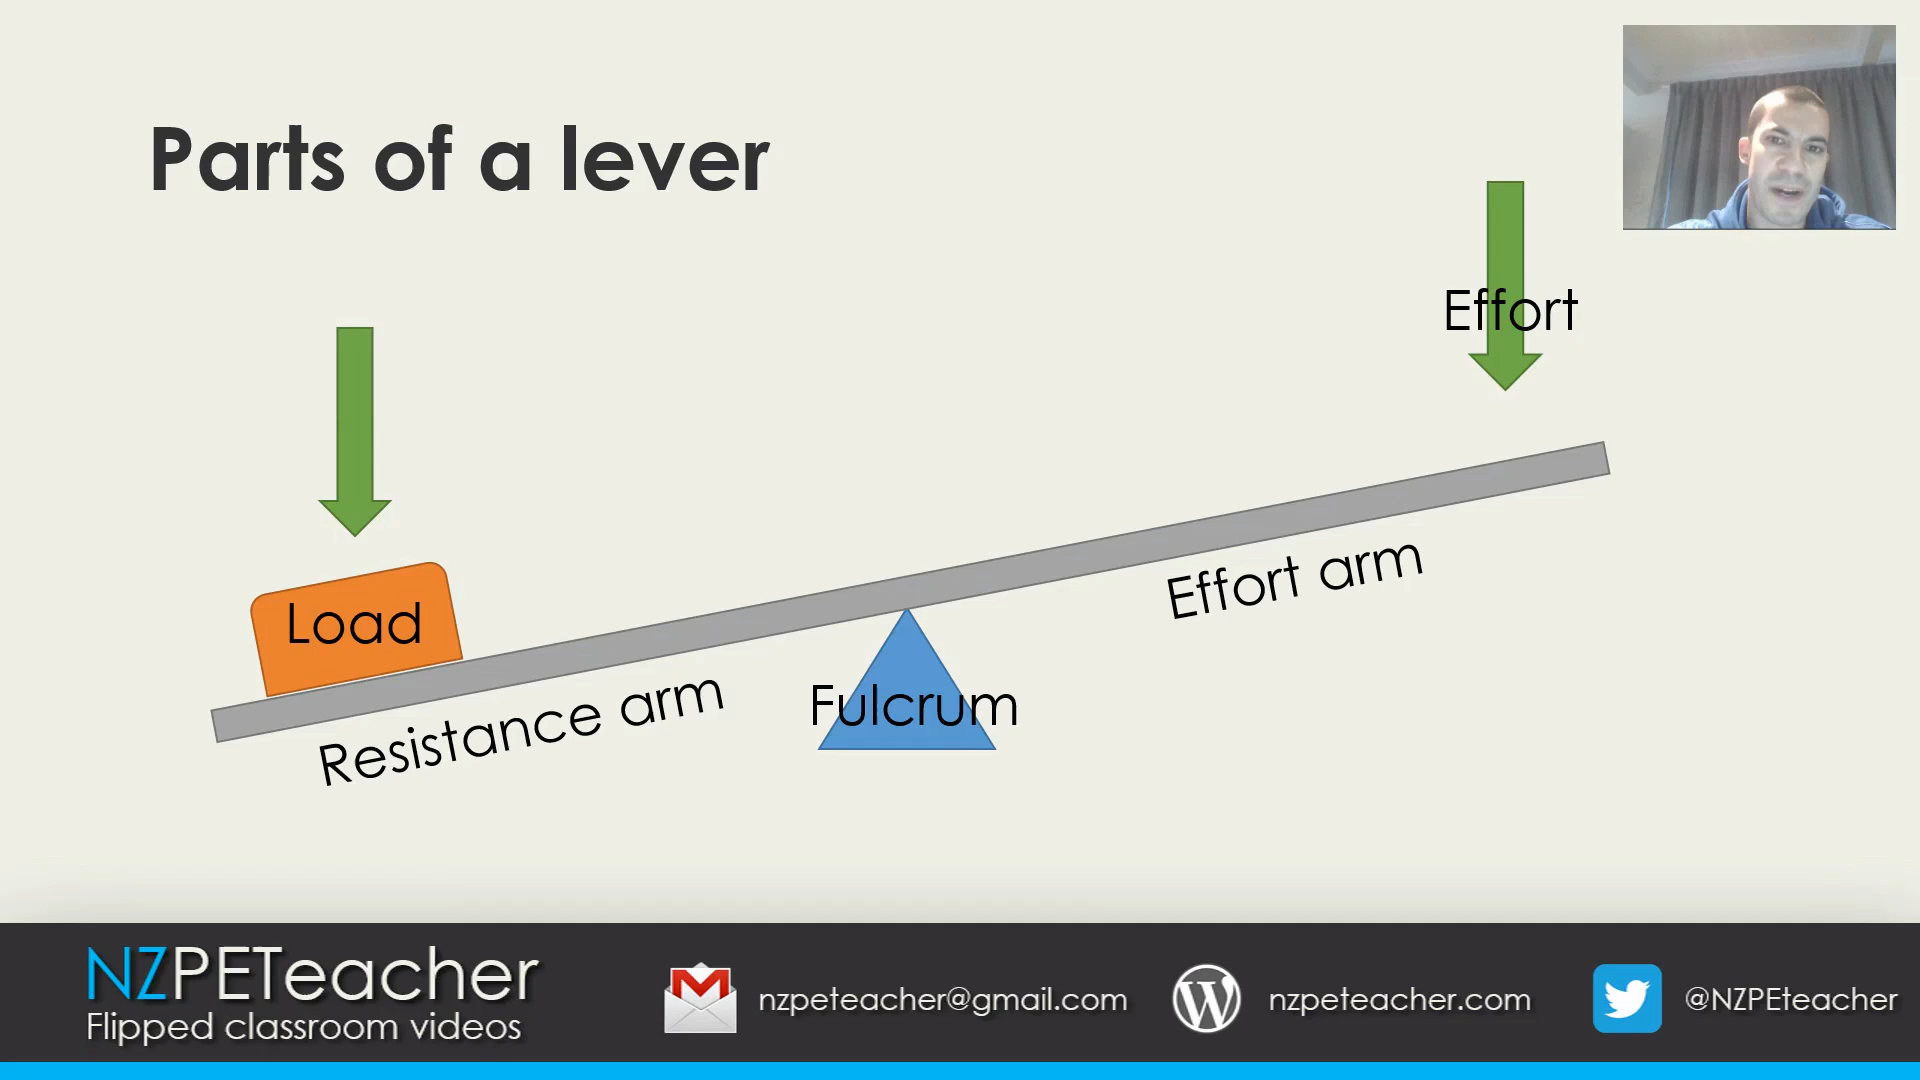 Parts of a lever
Effort
Load
Effort arm
Resistance arm
Fulcrum
NZPETeacher
Flipped classroom videos
nzpeteacher@gmail.com
nzpeteacher.com
@NZPEteacher